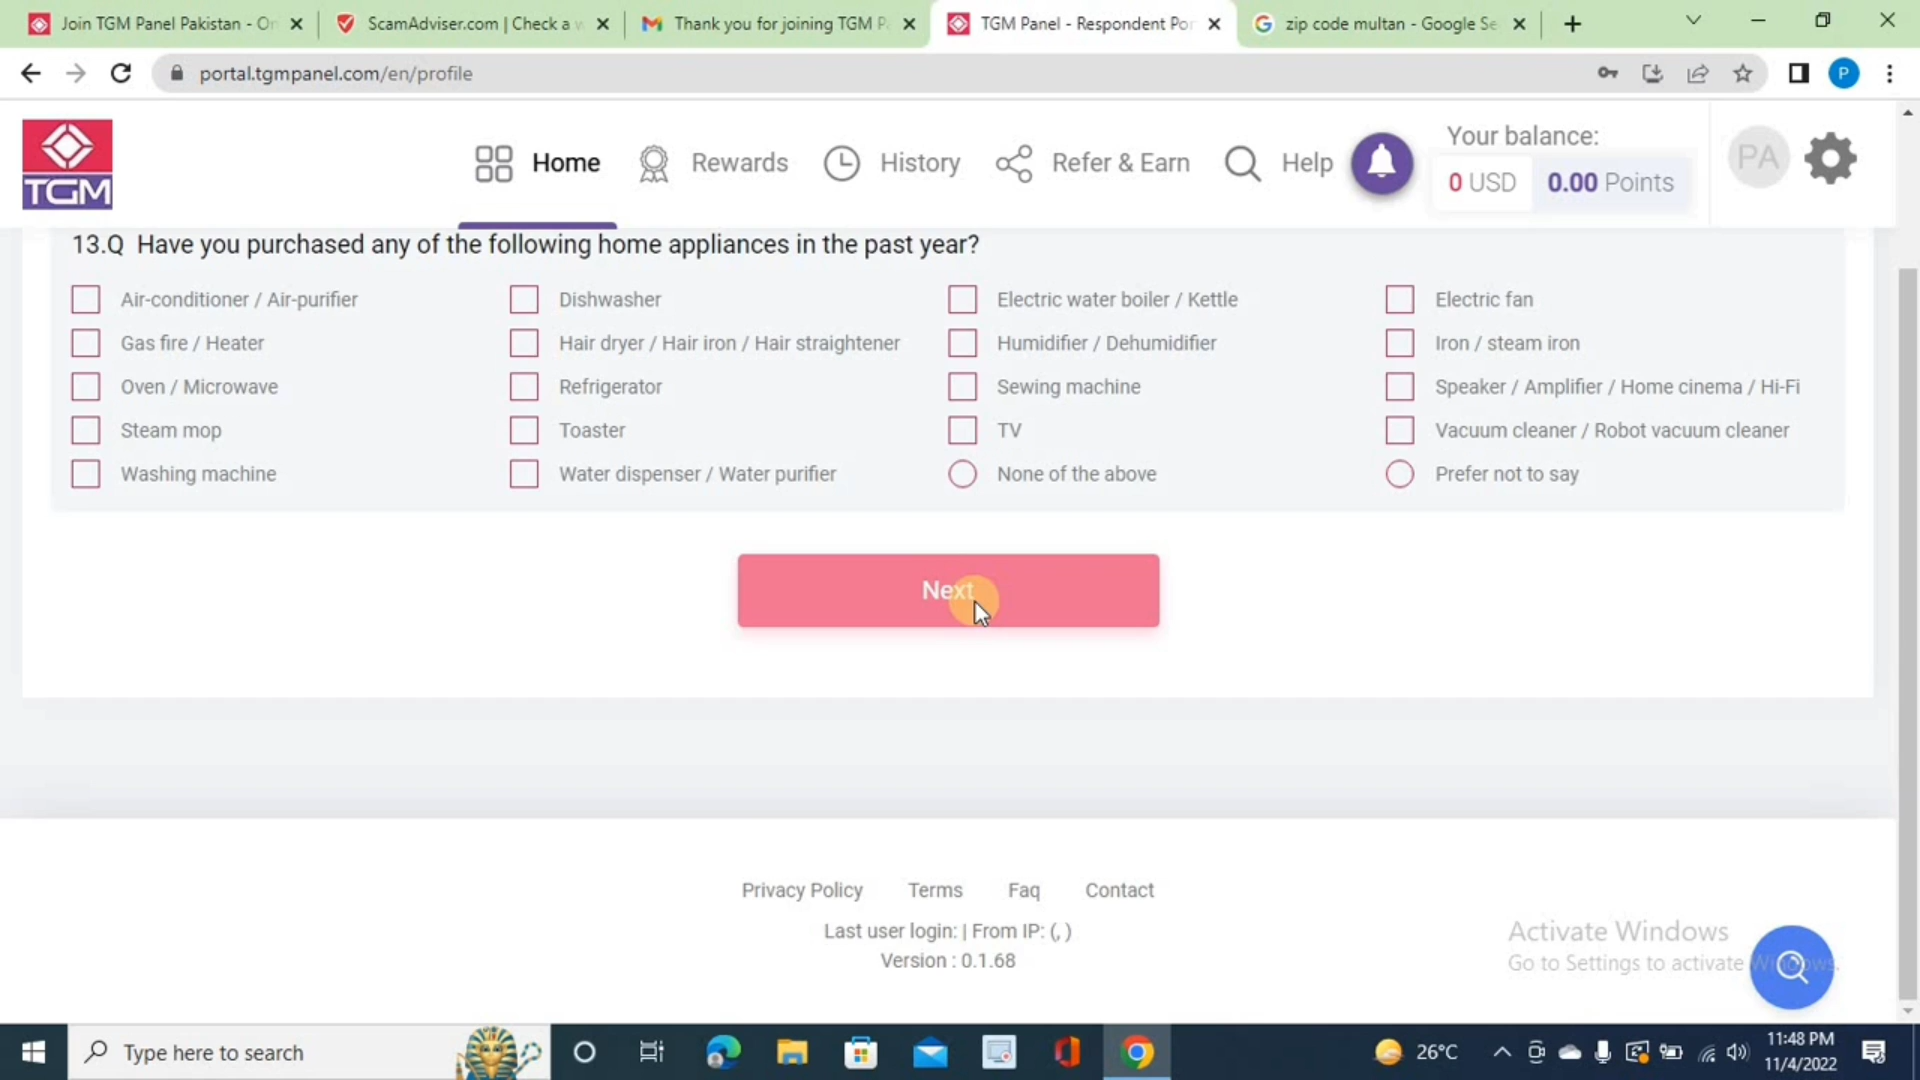 Join TGM Panel Pakistan - On
ScamAdviser.com | Check a w
Thank you for joining TGM P
TGM Panel - Respondent Por
zip code multan - Google Se
portal.tgmpanel.com/en/profile
P
TGM
Home
Rewards
History
Refer & Earn
Help
Your balance:
0 USD
0.00 Points
PA
13.Q Have you purchased any of the following home appliances in the past year?
Air-conditioner / Air-purifier
Dishwasher
Electric water boiler / Kettle
Electric fan
Gas fire / Heater
Hair dryer / Hair iron / Hair straightener
Humidifier / Dehumidifier
Iron / steam iron
Oven / Microwave
Refrigerator
Sewing machine
Speaker / Amplifier / Home cinema / Hi-Fi
Steam mop
Toaster
TV
Vacuum cleaner / Robot vacuum cleaner
Washing machine
Water dispenser / Water purifier
None of the above
Prefer not to say
Next
Privacy Policy
Terms
Faq
Contact
Last user login: | From IP: (, )
Version : 0.1.68
Activate Windows
Go to Settings to activate Windows.
Type here to search
26°C
11:48 PM
11/4/2022